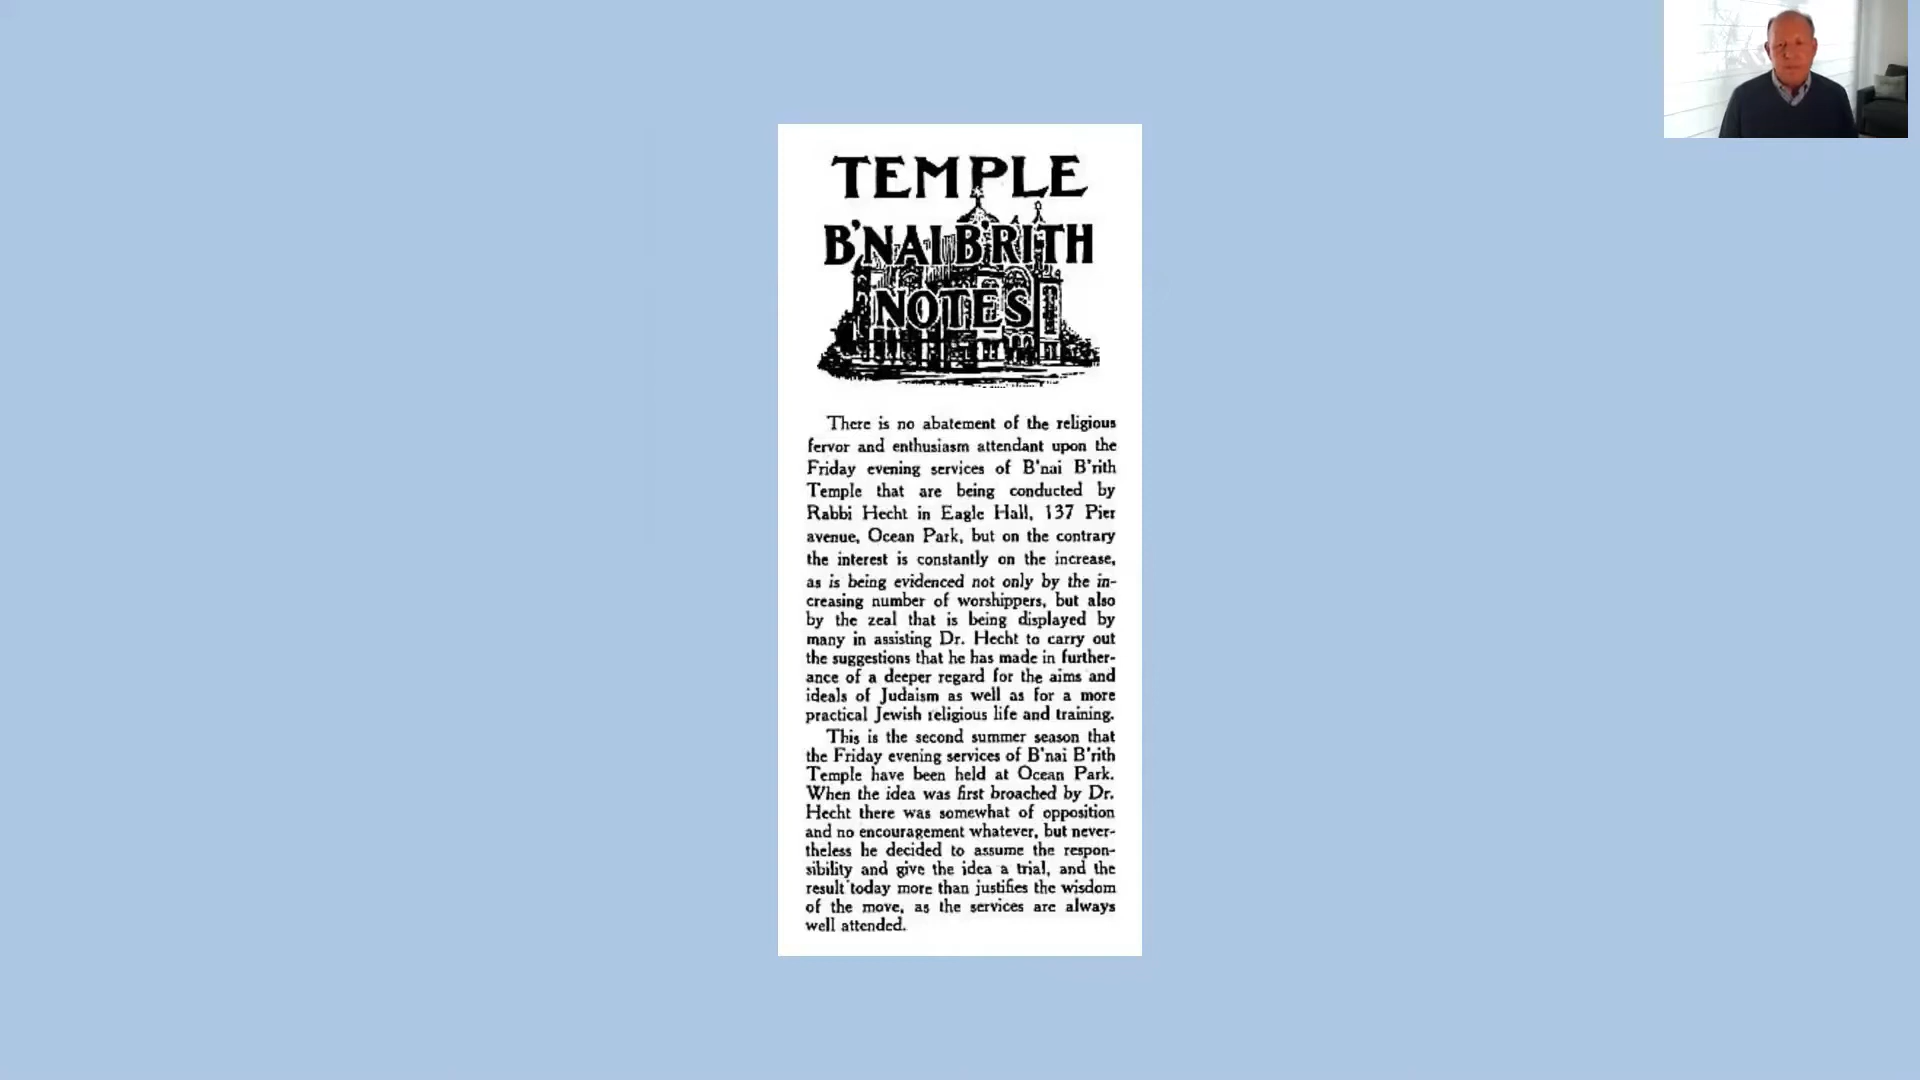 TEMPLE
B'NAI B'RITH
NOTES
There is no abatement of the religious
fervor and enthusiasm attendant upon the
Friday evening services of B'nai B'rith
Temple that are being conducted by
Rabbi Hecht in Eagle Hall, 137 Pier
avenue, Ocean Park, but on the contrary
the interest is constantly on the increase,
as is being evidenced not only by the in-
creasing number of worshippers, but also
by the zeal that is being displayed by
many in assisting Dr. Hecht to carry out
the suggestions that he has made in further-
ance of a deeper regard for the aims and
ideals of Judaism as well as for a more
practical Jewish religious life and training.
This is the second summer season that
the Friday evening services of B'nai B'rith
Temple have been held at Ocean Park.
When the idea was first broached by Dr.
Hecht there was somewhat of opposition
and no encouragement whatever, but never-
theless he decided to assume the respon-
sibility and give the idea a trial, and the
result today more than justifies the wisdom
of the move, as the services are always
well attended.